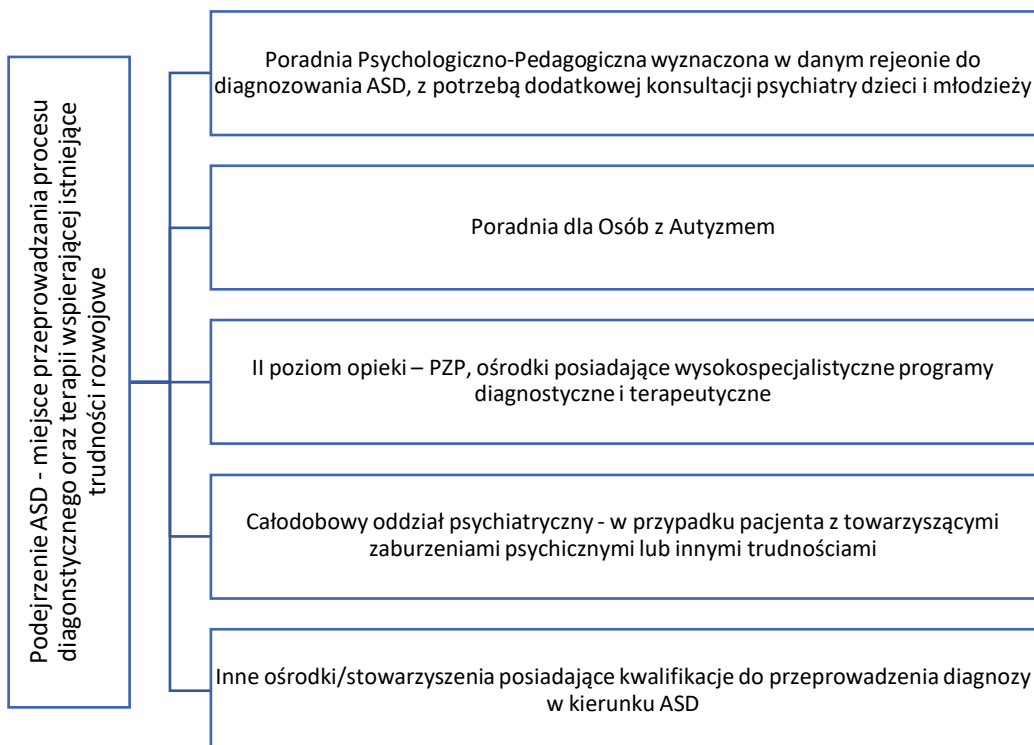 Podejrzenie ASD - miejsce przeprowadzania procesu
diagonstycznego oraz terapii wspierającej istniejące
trudności rozwojowe
Poradnia Psychologiczno-Pedagogiczna wyznaczona w danym rejeonie do
diagnozowania ASD, z potrzebą dodatkowej konsultacji psychiatry dzieci i młodzieży
Poradnia dla Osób z Autyzmem
II poziom opieki – PZP, ośrodki posiadające wysokospecjalistyczne programy
diagnostyczne i terapeutyczne
Całodobowy oddział psychiatryczny - w przypadku pacjenta z towarzyszącymi
zaburzeniami psychicznymi lub innymi trudnościami
Inne ośrodki/stowarzyszenia posiadające kwalifikacje do przeprowadzenia diagnozy
w kierunku ASD